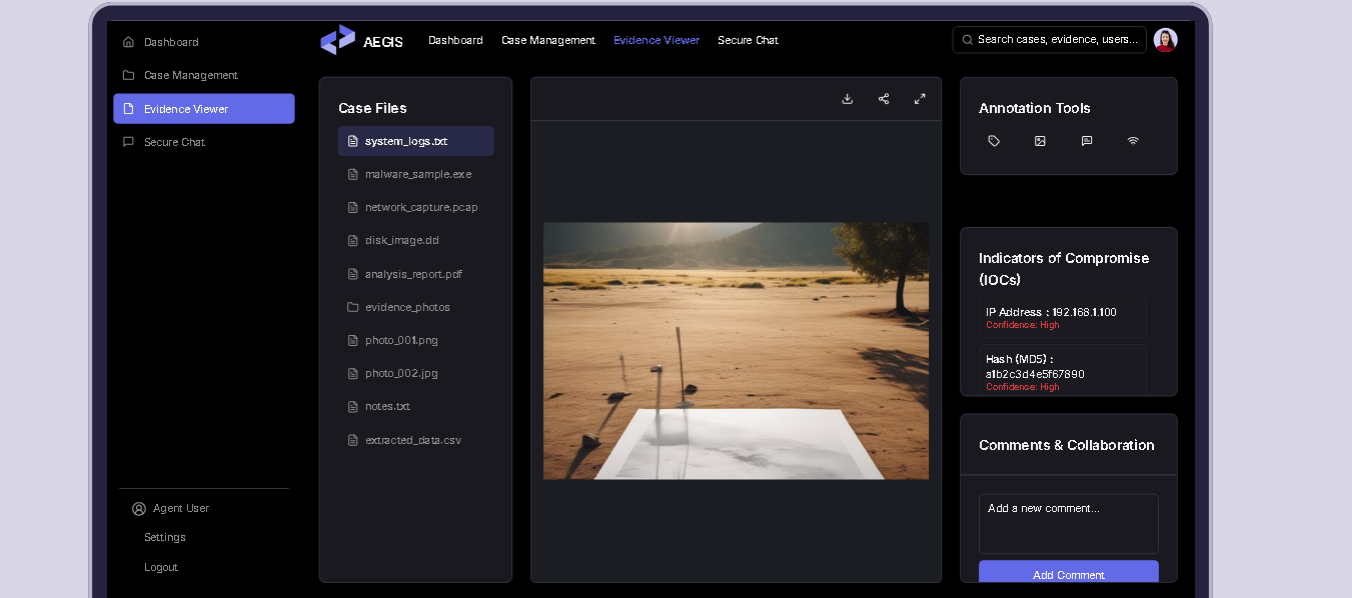 Dashboard
Case Management
Evidence Viewer
Secure Chat
Agent User
Settings
Logout
AEGIS
Dashboard
Case Management
Evidence Viewer
Secure Chat
Search cases, evidence, users...
Case Files
system_logs.txt
malware_sample.exe
network_capture.pcap
disk_image.dd
analysis_report.pdf
evidence_photos
photo_001.png
photo_002.jpg
notes.txt
extracted_data.csv
Annotation Tools
Indicators of Compromise
(IOCs)
IP Address : 192.168.1.100
Confidence: High
Hash (MD5) :
a1b2c3d4e5f67890
Confidence: High
Comments & Collaboration
Add a new comment...
Add Comment